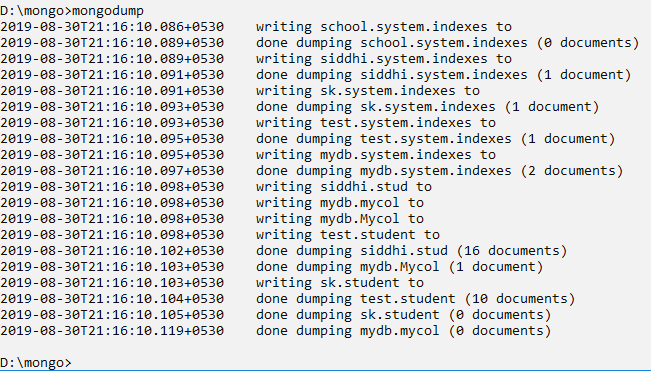 D:\mongo>mongodump
2019-08-30T21:16:10.086+0530    writing school.system.indexes to
2019-08-30T21:16:10.089+0530    done dumping school.system.indexes (0 documents)
2019-08-30T21:16:10.089+0530    writing siddhi.system.indexes to
2019-08-30T21:16:10.091+0530    done dumping siddhi.system.indexes (1 document)
2019-08-30T21:16:10.091+0530    writing sk.system.indexes to
2019-08-30T21:16:10.093+0530    done dumping sk.system.indexes (1 document)
2019-08-30T21:16:10.093+0530    writing test.system.indexes to
2019-08-30T21:16:10.095+0530    done dumping test.system.indexes (1 document)
2019-08-30T21:16:10.095+0530    writing mydb.system.indexes to
2019-08-30T21:16:10.097+0530    done dumping mydb.system.indexes (2 documents)
2019-08-30T21:16:10.098+0530    writing siddhi.stud to
2019-08-30T21:16:10.098+0530    writing mydb.mycol to
2019-08-30T21:16:10.098+0530    writing mydb.Mycol to
2019-08-30T21:16:10.098+0530    writing test.student to
2019-08-30T21:16:10.102+0530    done dumping siddhi.stud (16 documents)
2019-08-30T21:16:10.103+0530    done dumping mydb.Mycol (1 document)
2019-08-30T21:16:10.103+0530    writing sk.student to
2019-08-30T21:16:10.104+0530    done dumping test.student (10 documents)
2019-08-30T21:16:10.105+0530    done dumping sk.student (0 documents)
2019-08-30T21:16:10.119+0530    done dumping mydb.mycol (0 documents)
D:\mongo>